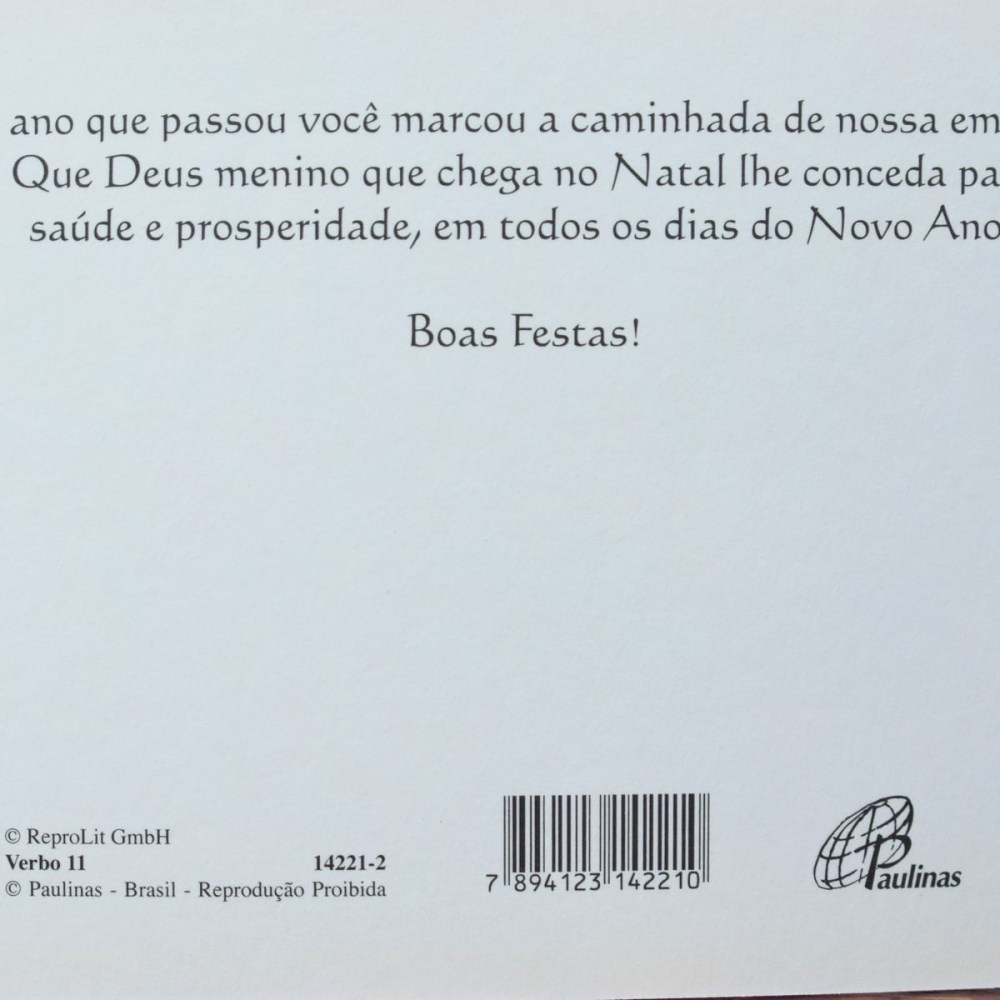 ano que passou você marcou a caminhada de nossa em
Que Deus menino que chega no Natal lhe conceda pa
saúde e prosperidade, em todos os dias do Novo Ano
Boas Festas!
© ReproLit GmbH
Verbo 11 14221-2
© Paulinas - Brasil - Reprodução Proibida
7 894123 142210
Paulinas